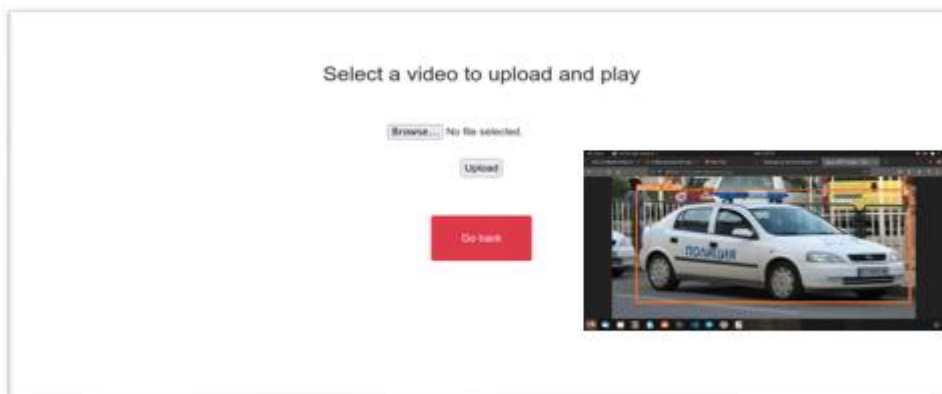 Select a video to upload and play
Browse... No file selected.
Upload
Go back
ПОЛИЦИЯ